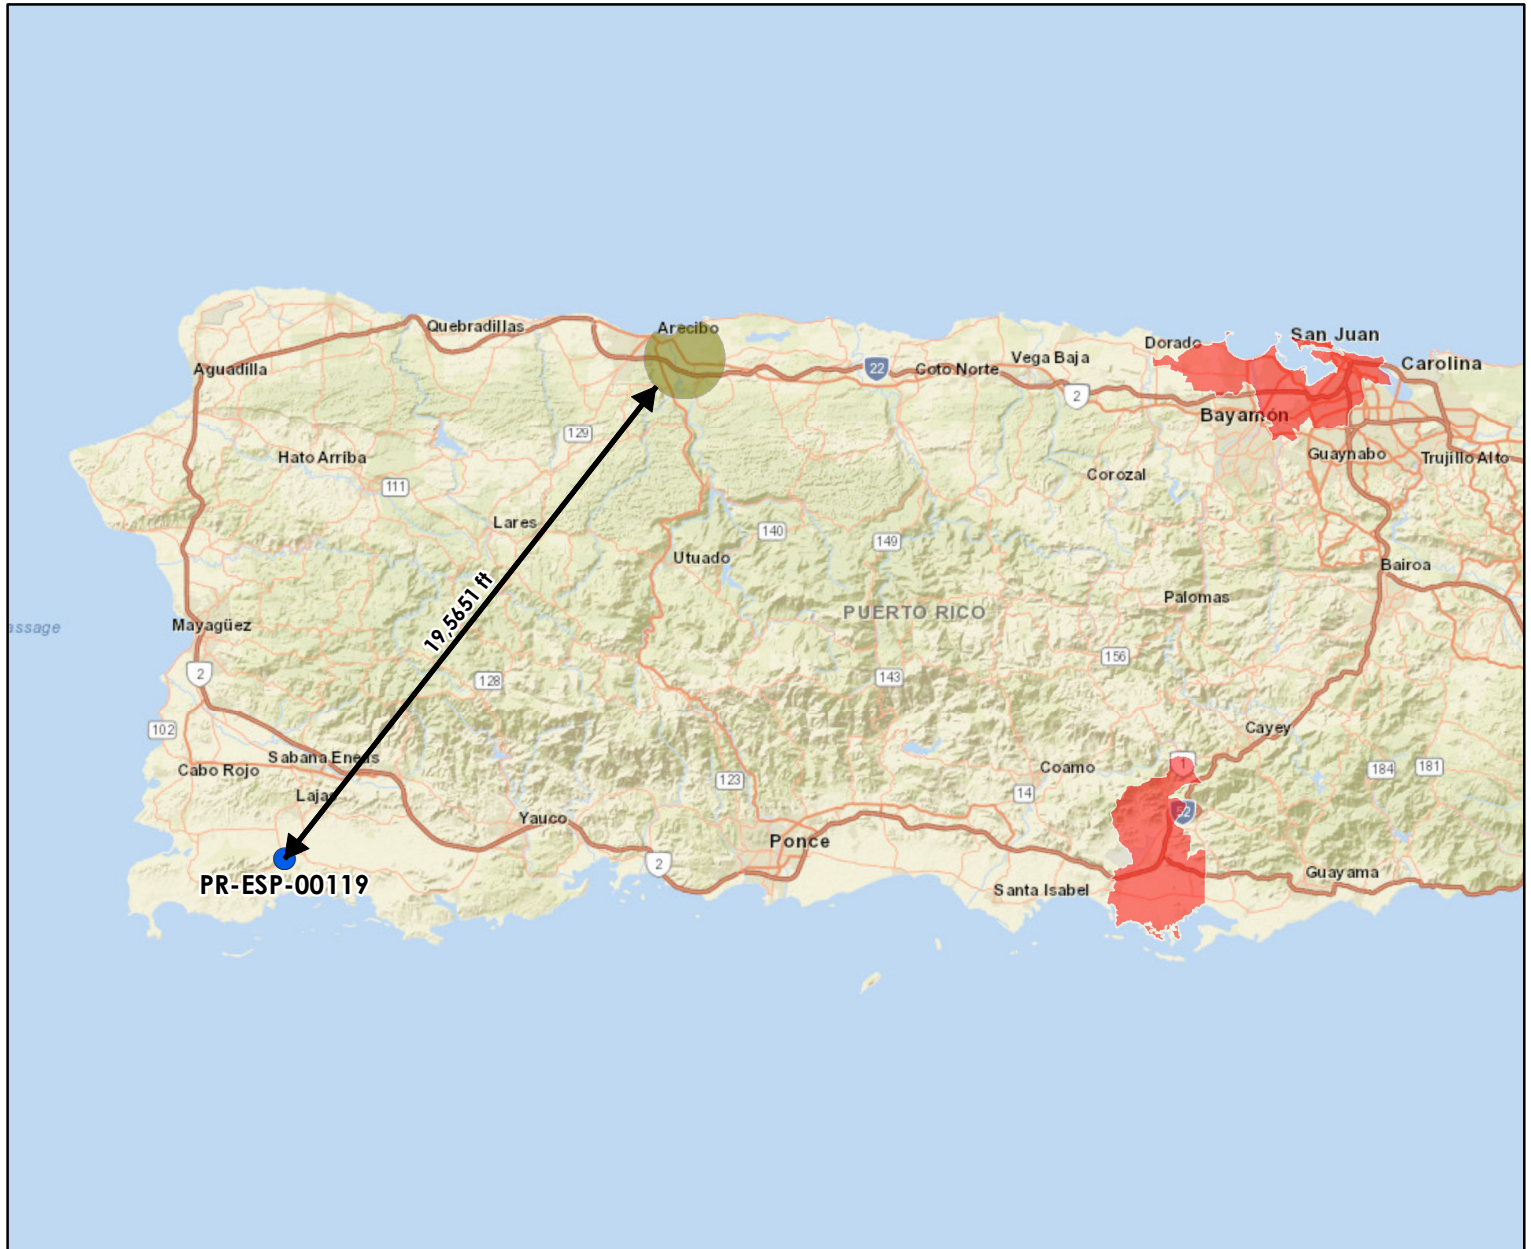 San Juan
Arecibo
Quebradillas
Dorado
Vega Baja
Carolina
Aguadilla
22
Coto Norte
2
Bayamón
129
Hato Arriba
Guaynabo
Trujillo Alto
111
Corozal
Lares
140
149
Utuado
Bairoa
19,5651 ft
Palomas
PUERTO RICO
assage
Mayagüez
156
2
128
143
102
Cayey
Sabana Eneas
Cabo Rojo
Coamo
1
184
181
123
14
Lajas
52
Yauco
Ponce
2
Guayama
PR-ESP-00119
Santa Isabel